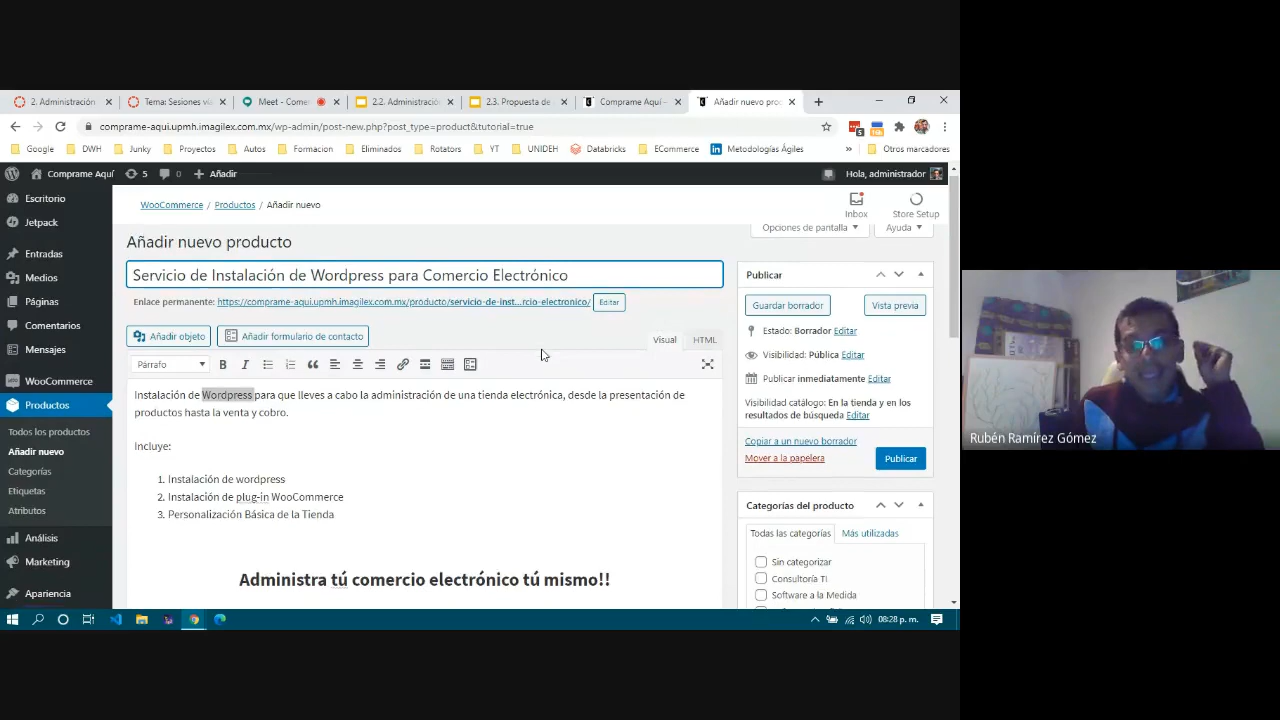 2. Administración
Tema: Sesiones vi
Meet - Come
2.2. Administració
2.3. Propuesta de
Comprame Aquí –
Añadir nuevo pro
comprame-aqui.upmh.imagilex.com.mx/wp-admin/post-new.php?post_type=product&tutorial=true
Google DWH Junky Proyectos Autos Formacion Eliminados Rotators YT UNIDEH Databricks ECommerce Metodologías Ágiles » Otros marcadores
Comprame Aquí 5 0 Añadir Hola, administrador
Escritorio
Jetpack
Entradas
Medios
Páginas
Comentarios
Mensajes
WooCommerce
Productos
Todos los productos
Añadir nuevo
Categorías
Etiquetas
Atributos
Análisis
Marketing
Apariencia
WooCommerce / Productos / Añadir nuevo
Inbox
Store Setup
Opciones de pantalla
Ayuda
Añadir nuevo producto
Servicio de Instalación de Wordpress para Comercio Electrónico
Enlace permanente: https://comprame-aqui.upmh.imagilex.com.mx/producto/servicio-de-inst...rcio-electronico/ Editar
Añadir objeto
Añadir formulario de contacto
Visual
HTML
Párrafo
Instalación de Wordpress para que lleves a cabo la administración de una tienda electrónica, desde la presentación de
productos hasta la venta y cobro.
Incluye:
1. Instalación de wordpress
2. Instalación de plug-in WooCommerce
3. Personalización Básica de la Tienda
Administra tú comercio electrónico tú mismo!!
Publicar
Guardar borrador
Vista previa
Estado: Borrador Editar
Visibilidad: Pública Editar
Publicar inmediatamente Editar
Visibilidad catálogo: En la tienda y en los
resultados de búsqueda Editar
Copiar a un nuevo borrador
Mover a la papelera
Publicar
Categorías del producto
Todas las categorías
Más utilizadas
Sin categorizar
Consultoría TI
Software a la Medida
08:28 p. m.
Rubén Ramírez Gómez